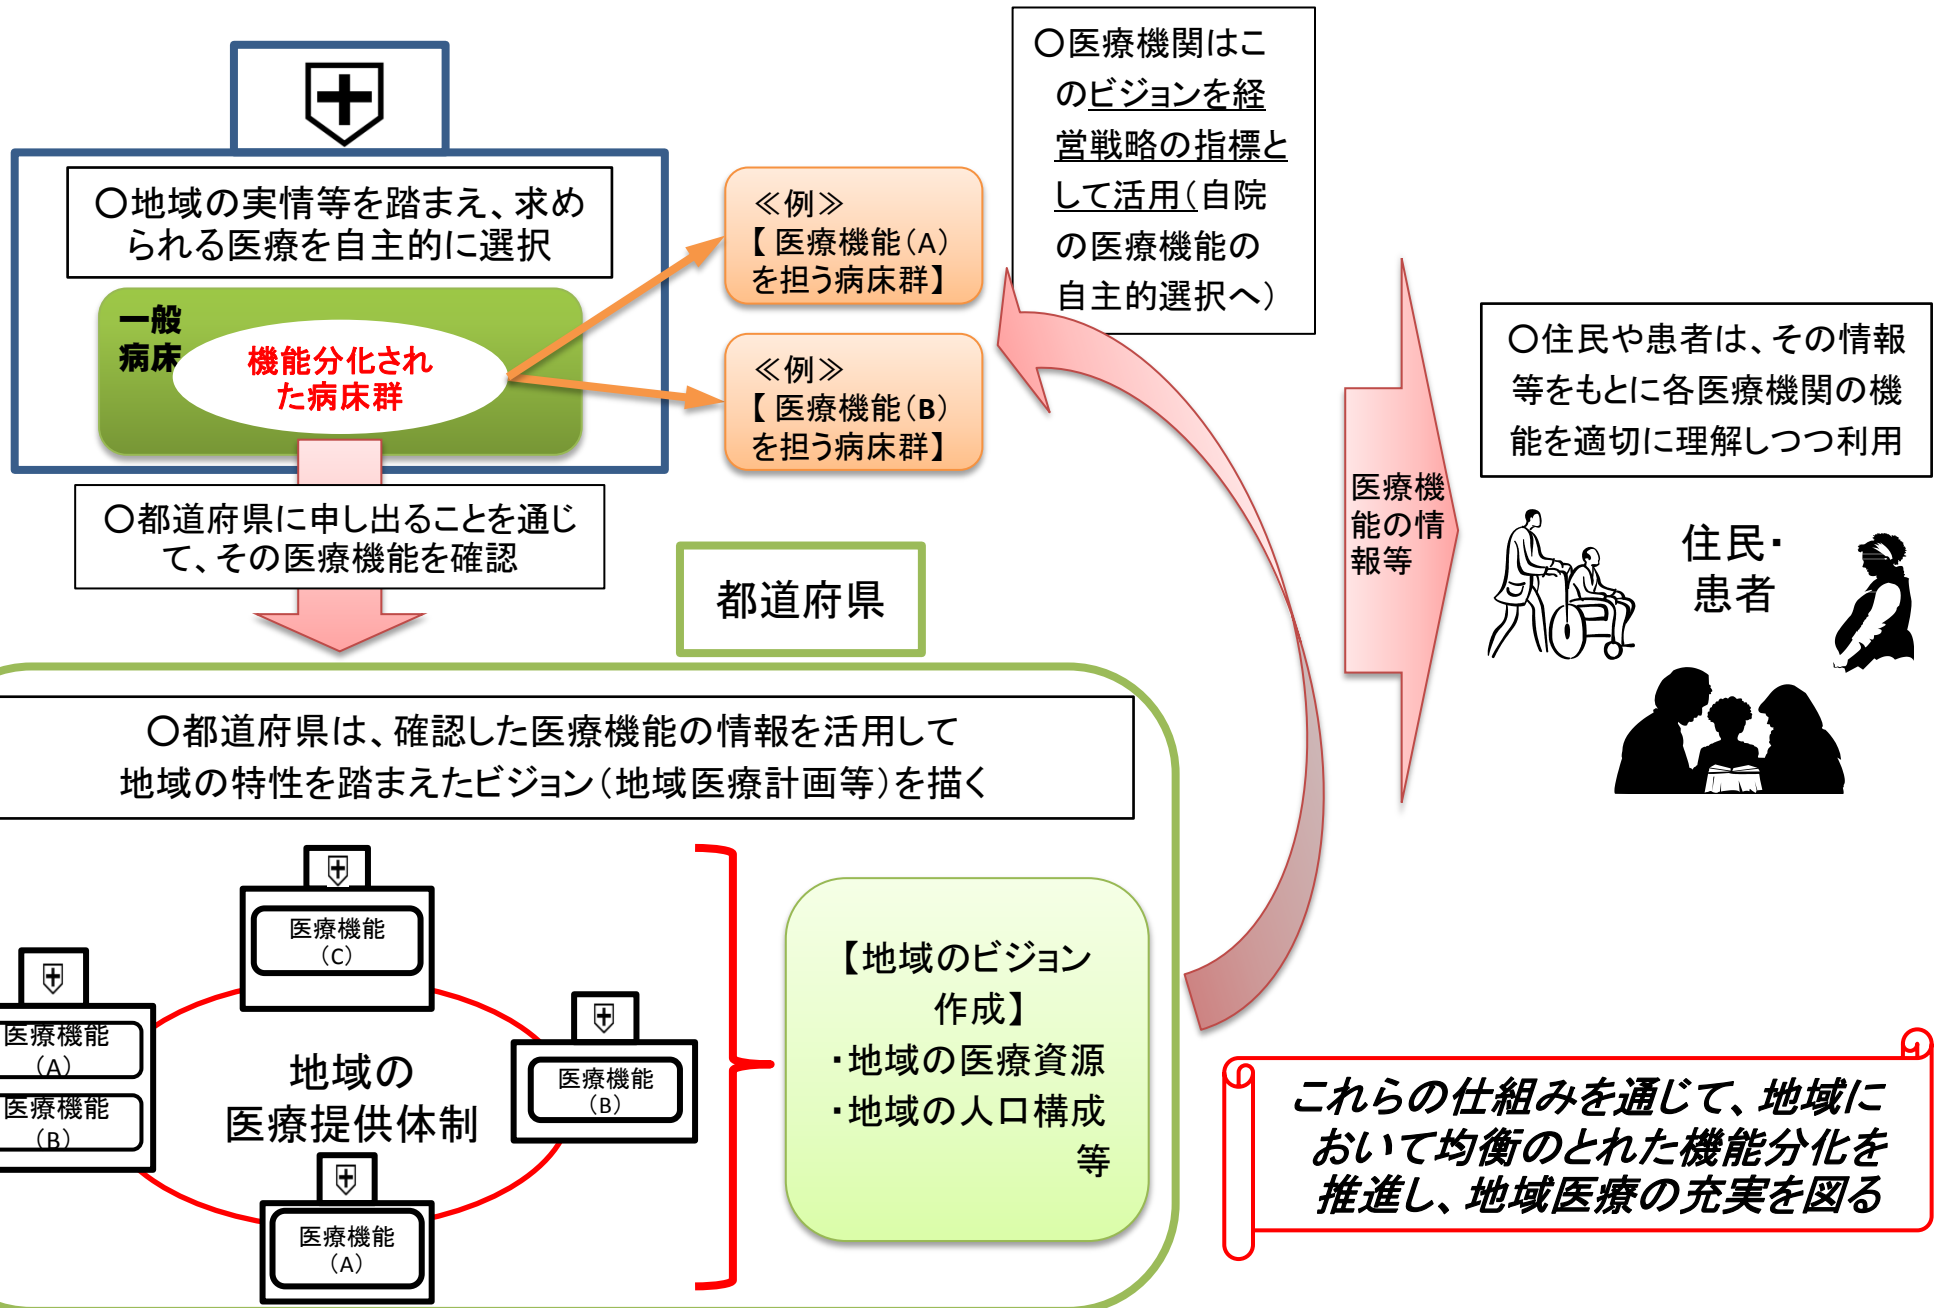 〇地域の実情等を踏まえ、求め
られる医療を自主的に選択
一般
病床
機能分化され
た病床群
≪例≫
【 医療機能（A）
を担う病床群】
≪例≫
【 医療機能（B）
を担う病床群】
〇医療機関はこ
のビジョンを経
営戦略の指標と
して活用（自院
の医療機能の
自主的選択へ）
〇都道府県に申し出ることを通じ
て、その医療機能を確認
都道府県
医療機
能の情
報等
〇住民や患者は、その情報
等をもとに各医療機関の機
能を適切に理解しつつ利用
住民・
患者
〇都道府県は、確認した医療機能の情報を活用して
地域の特性を踏まえたビジョン（地域医療計画等）を描く
医療機能
（C）
医療機能
（A）
医療機能
（B）
地域の
医療提供体制
医療機能
（B）
医療機能
（A）
【地域のビジョン
作成】
・地域の医療資源
・地域の人口構成
等
これらの仕組みを通じて、地域に
おいて均衡のとれた機能分化を
推進し、地域医療の充実を図る